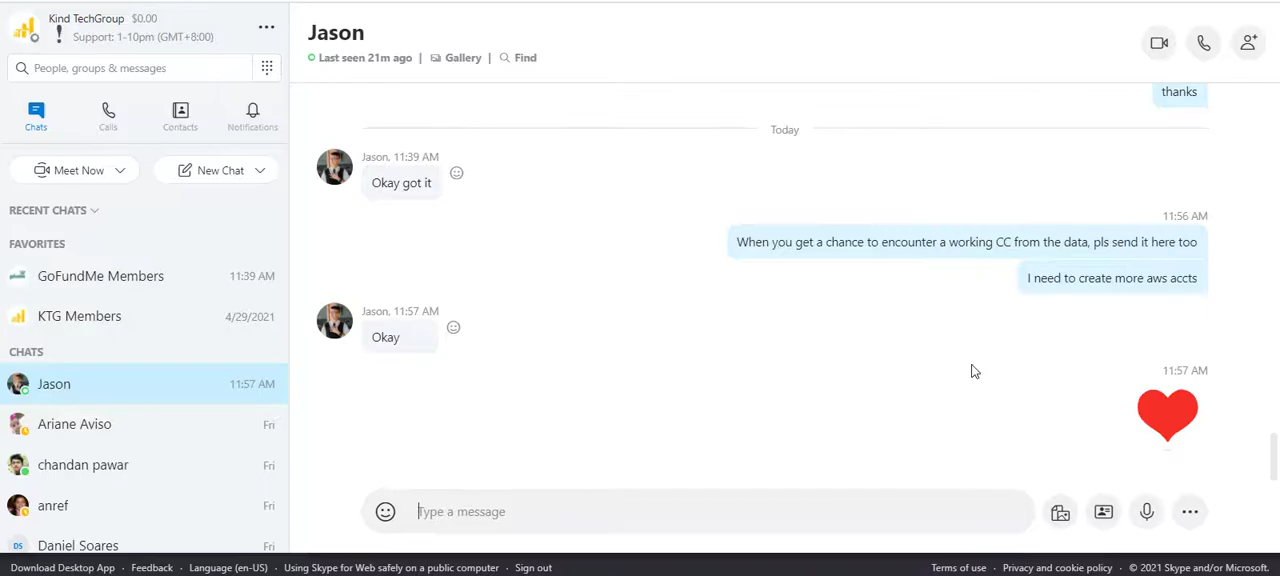 Kind TechGroup $0.00
Support: 1-10pm (GMT+8:00)
People, groups & messages
Chats
Calls
Contacts
Notifications
Meet Now
New Chat
RECENT CHATS
FAVORITES
GoFundMe Members 11:39 AM
KTG Members 4/29/2021
CHATS
Jason 11:57 AM
Ariane Aviso Fri
chandan pawar Fri
anref Fri
DS Daniel Soares Fri
Jason
Last seen 21m ago | Gallery | Find
thanks
Today
Jason, 11:39 AM
Okay got it
11:56 AM
When you get a chance to encounter a working CC from the data, pls send it here too
I need to create more aws accts
Jason, 11:57 AM
Okay
11:57 AM
Type a message
Download Desktop App · Feedback · Language (en-US) · Using Skype for Web safely on a public computer · Sign out
Terms of use · Privacy and cookie policy · © 2021 Skype and/or Microsoft.